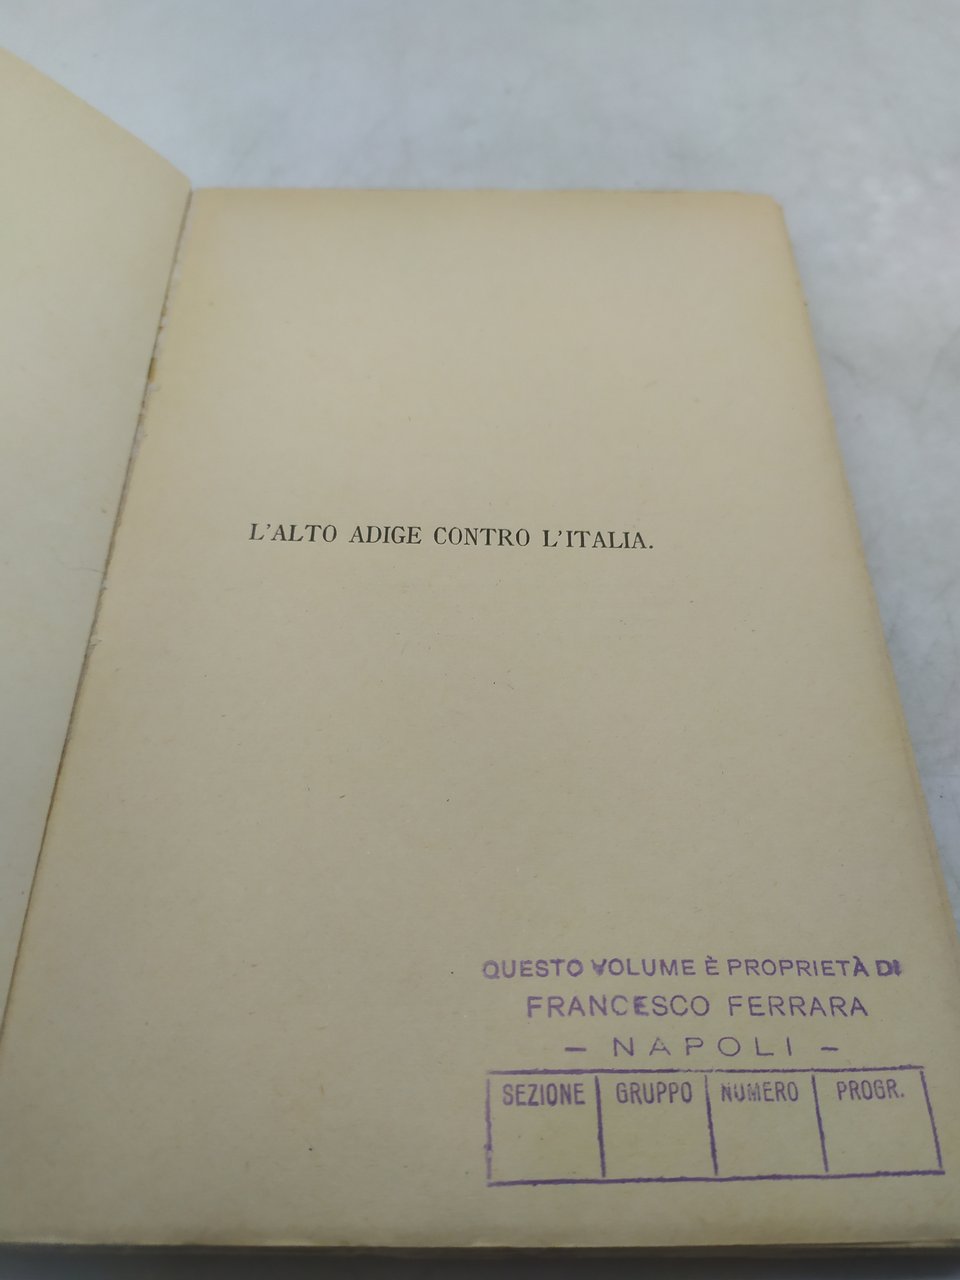 L'ALTO ADIGE CONTRO L'ITALIA.
QUESTO VOLUME È PROPRIETÀ DI
FRANCESCO FERRARA
– NAPOLI –
SEZIONE GRUPPO NUMERO PROGR.